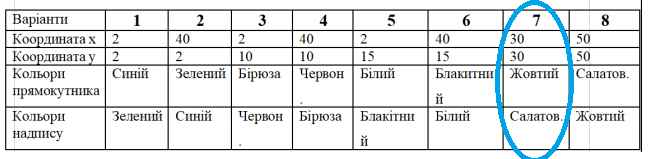 Варіанти 1 2 3 4 5 6 7 8
Координата x 2 40 2 40 2 40 30 50
Координата y 2 2 10 10 15 15 30 50
Кольори Синій Зелений Бірюза Червон Білий Блакитни Жовтий Салатов.
прямокутника . й
Кольори Зелений Синій Червон Бірюза Блакітни Білий Салатов. Жовтий
надпису . й